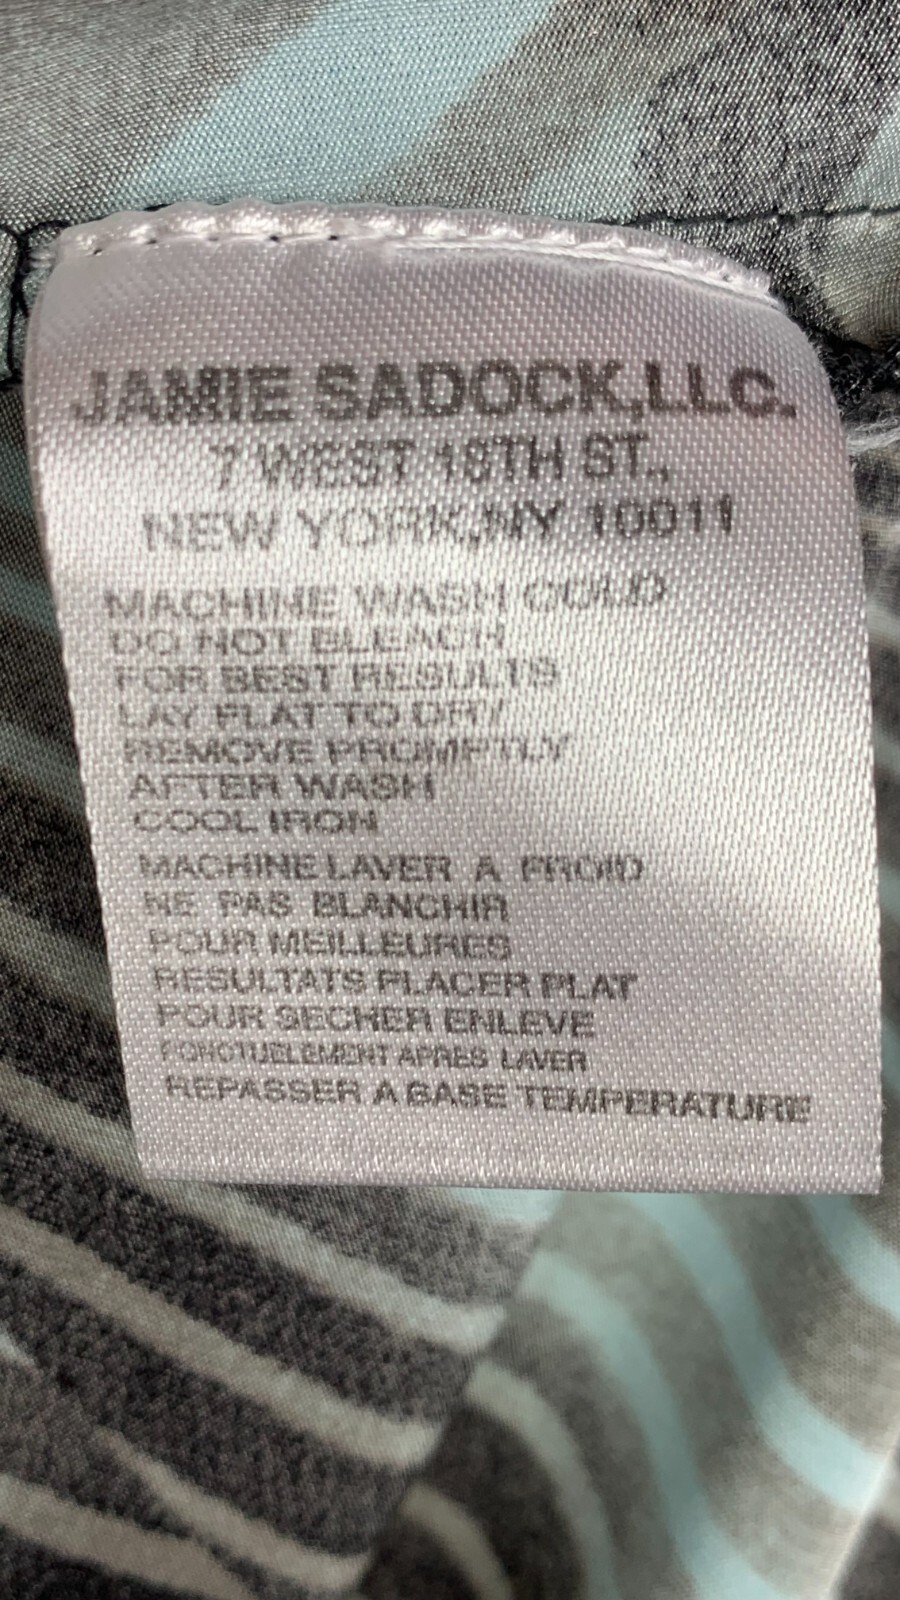 JAMIE SADOCK,LLC.
7 WEST 18TH ST.,
NEW YORK,NY 10011
MACHINE WASH COLD
DO NOT BLEACH
FOR BEST RESULTS
LAY FLAT TO DRY
REMOVE PROMPTLY
AFTER WASH
COOL IRON
MACHINE LAVER A FROID
NE PAS BLANCHIR
POUR MEILLEURES
RESULTATS PLACER PLAT
POUR SECHER ENLEVE
APRES LAVER
REPASSER A BASE TEMPERATURE